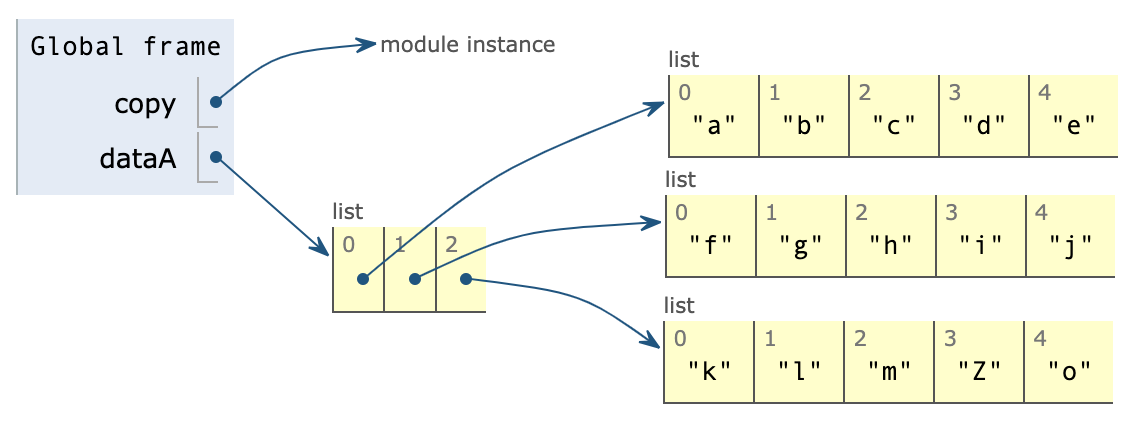 Global frame
module instance
copy
dataA
list
0 1 2 3 4
"a" "b" "c" "d" "e"
list
0 1 2 3 4
"f" "g" "h" "i" "j"
list
0 1 2
list
0 1 2 3 4
"k" "l" "m" "Z" "o"